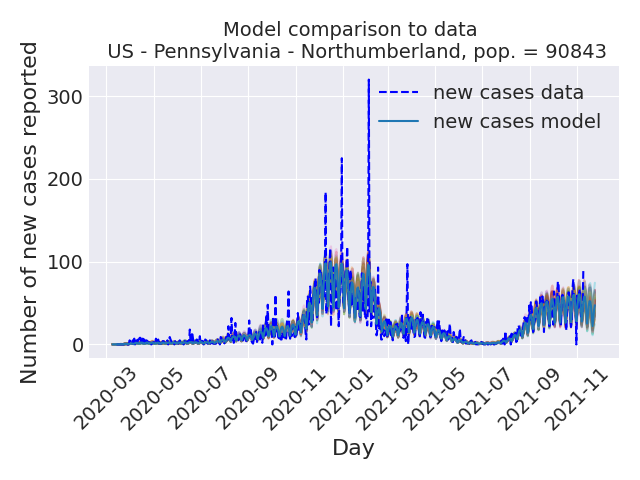 Model comparison to data
US - Pennsylvania - Northumberland, pop. = 90843
Number of new cases reported
300
200
100
0
new cases data
new cases model
2020-03
2020-05
2020-07
2020-09
2020-11
2021-01
2021-03
2021-05
2021-07
2021-09
2021-11
Day